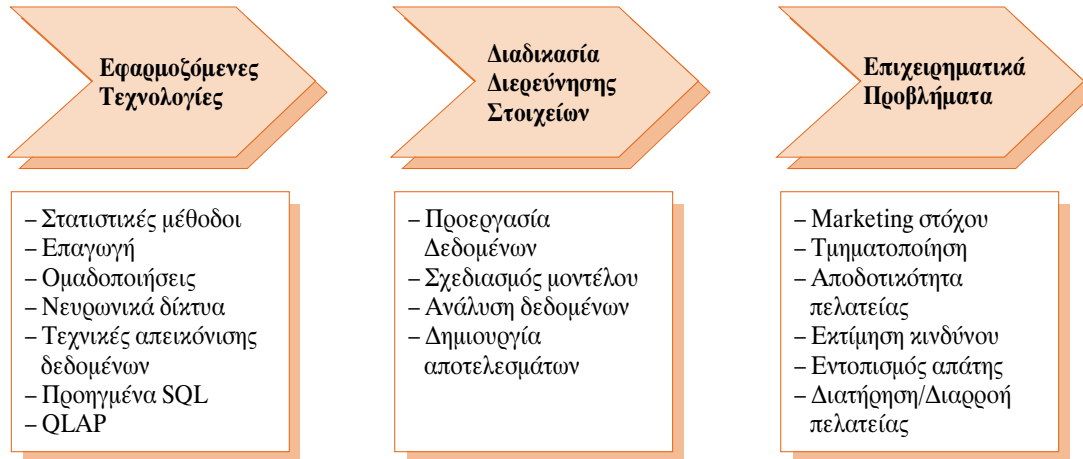 Εφαρμοζόμενες
Τεχνολογίες
Διαδικασία
Διερεύνησης
Στοιχείων
Επιχειρηματικά
Προβλήματα
– Στατιστικές μέθοδοι
– Επαγωγή
– Ομαδοποιήσεις
– Νευρωνικά δίκτυα
– Τεχνικές απεικόνισης
δεδομένων
– Προηγμένα SQL
– QLAP
– Προεργασία
Δεδομένων
– Σχεδιασμός μοντέλου
– Ανάλυση δεδομένων
– Δημιουργία
αποτελεσμάτων
– Marketing στόχου
– Τμηματοποίηση
– Αποδοτικότητα
πελατείας
– Εκτίμηση κινδύνου
– Εντοπισμός απάτης
– Διατήρηση/Διαρροή
πελατείας